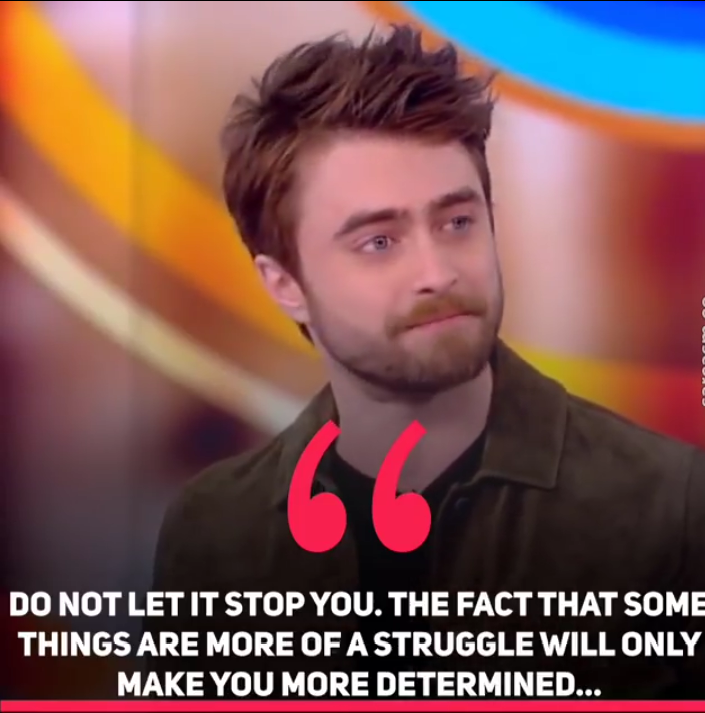 DO NOT LET IT STOP YOU. THE FACT THAT SOME
THINGS ARE MORE OF A STRUGGLE WILL ONLY
MAKE YOU MORE DETERMINED...